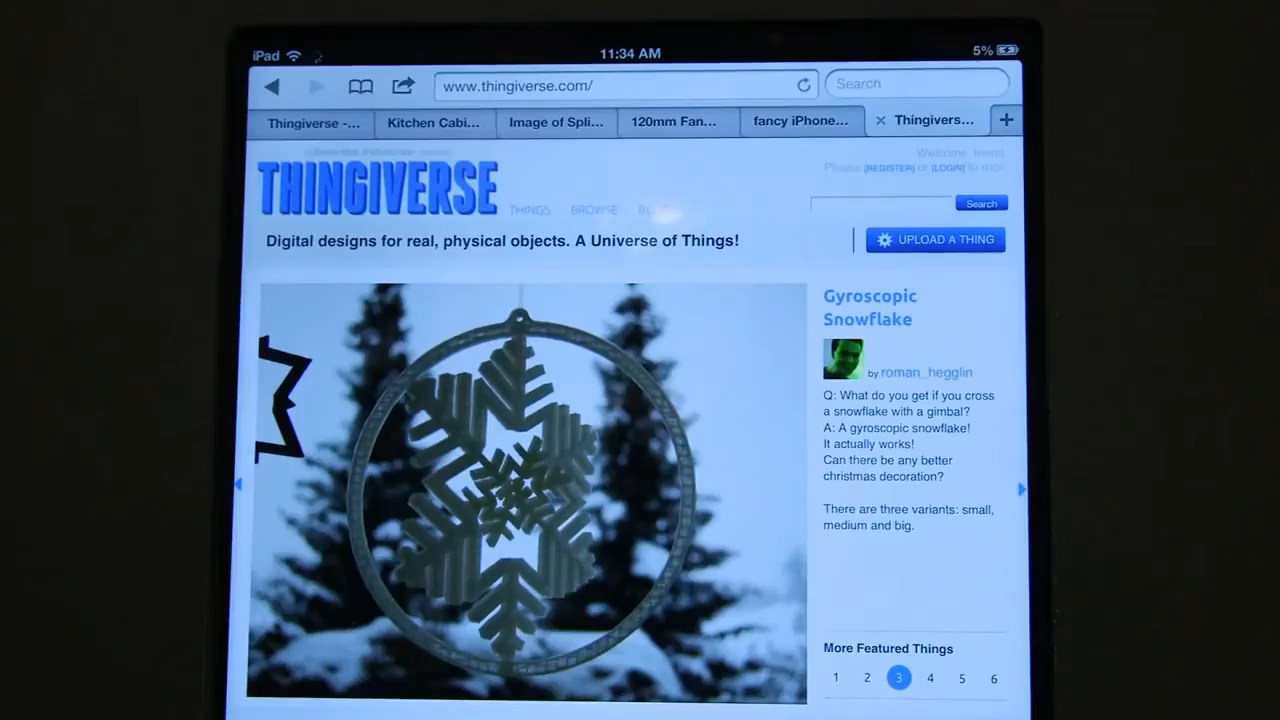 iPad
11:34 AM
5%
www.thingiverse.com/
Search
Thingiverse -...
Kitchen Cabi...
Image of Spli...
120mm Fan...
fancy iPhone...
Thingivers...
Welcome, friend.
Please [REGISTER] or [LOGIN] to rock
THINGIVERSE
THINGS
BROWSE
Search
Digital designs for real, physical objects. A Universe of Things!
UPLOAD A THING
Gyroscopic
Snowflake
by roman_hegglin
Q: What do you get if you cross
a snowflake with a gimbal?
A: A gyroscopic snowflake!
It actually works!
Can there be any better
christmas decoration?
There are three variants: small,
medium and big.
More Featured Things
1 2 3 4 5 6